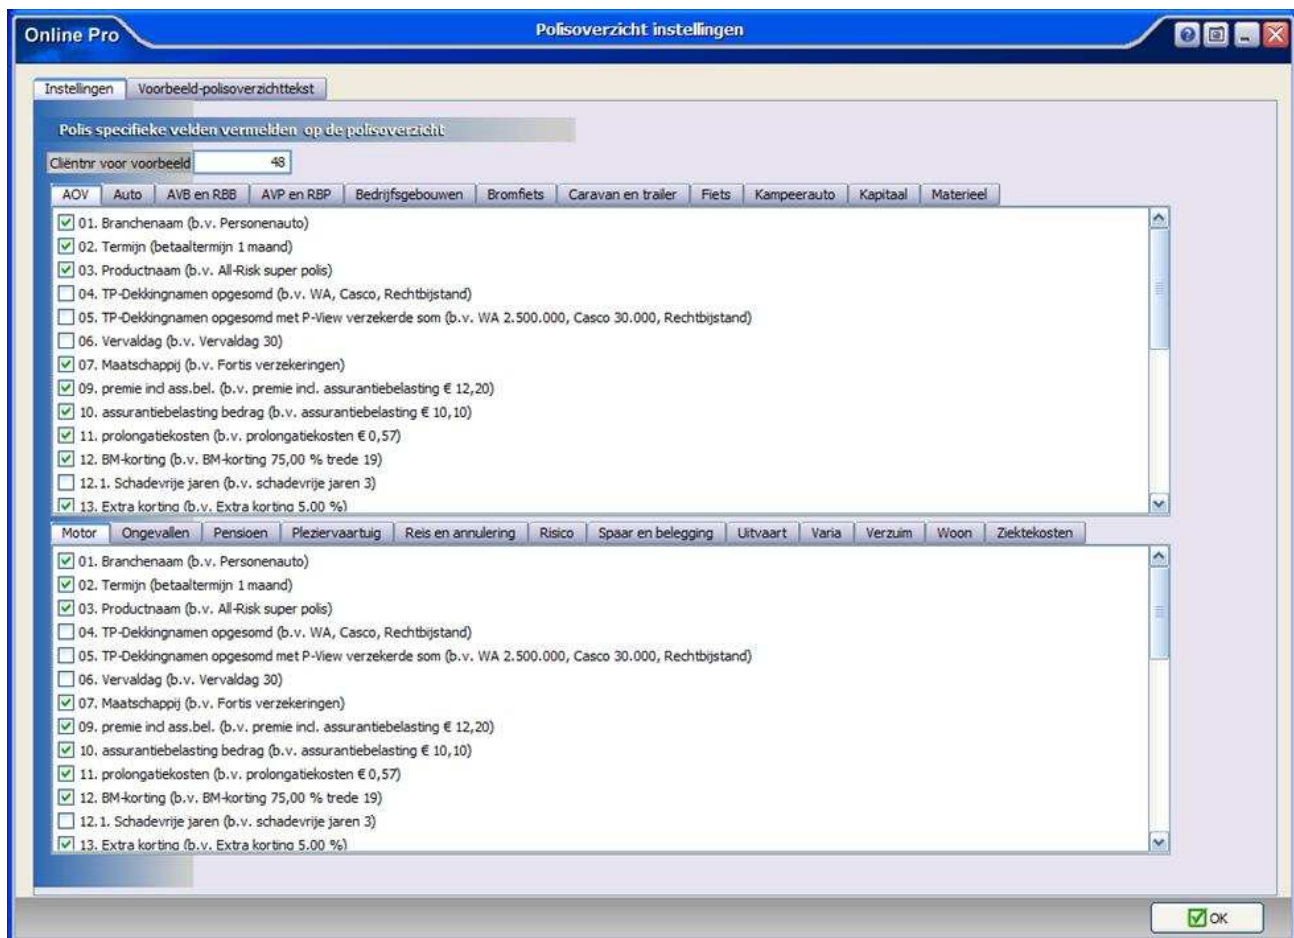 Online Pro Polisoverzicht instellingen
Instellingen Voorbeeld-polisoverzichttekst
Polis specifieke velden vermelden op de polisoverzicht
Cliëntnr voor voorbeeld 48
AOV Auto AVB en RBB AVP en RBP Bedrijfsgebouwen Bromfiets Caravan en trailer Fiets Kampeerauto Kapitaal Materieel
01. Branchenaam (b.v. Personenauto)
02. Termijn (betaaltermijn 1 maand)
03. Productnaam (b.v. All-Risk super polis)
04. TP-Dekkingnamen opgesomd (b.v. WA, Casco, Rechtbijstand)
05. TP-Dekkingnamen opgesomd met P-View verzekerde som (b.v. WA 2.500.000, Casco 30.000, Rechtbijstand)
06. Vervaldag (b.v. Vervaldag 30)
07. Maatschappij (b.v. Fortis verzekeringen)
09. premie incl ass.bel. (b.v. premie incl. assurantiebelasting € 12,20)
10. assurantiebelasting bedrag (b.v. assurantiebelasting € 10,10)
11. prolongatiekosten (b.v. prolongatiekosten € 0,57)
12. BM-korting (b.v. BM-korting 75,00 % trede 19)
12.1. Schadevrije jaren (b.v. schadevrije jaren 3)
13. Extra korting (b.v. Extra korting 5.00 %)
Motor Ongevallen Pensioen Pleziervaartuig Reis en annulering Risico Spaar en belegging Uitvaart Varia Verzuim Woon Ziektekosten
01. Branchenaam (b.v. Personenauto)
02. Termijn (betaaltermijn 1 maand)
03. Productnaam (b.v. All-Risk super polis)
04. TP-Dekkingnamen opgesomd (b.v. WA, Casco, Rechtbijstand)
05. TP-Dekkingnamen opgesomd met P-View verzekerde som (b.v. WA 2.500.000, Casco 30.000, Rechtbijstand)
06. Vervaldag (b.v. Vervaldag 30)
07. Maatschappij (b.v. Fortis verzekeringen)
09. premie incl ass.bel. (b.v. premie incl. assurantiebelasting € 12,20)
10. assurantiebelasting bedrag (b.v. assurantiebelasting € 10,10)
11. prolongatiekosten (b.v. prolongatiekosten € 0,57)
12. BM-korting (b.v. BM-korting 75,00 % trede 19)
12.1. Schadevrije jaren (b.v. schadevrije jaren 3)
13. Extra korting (b.v. Extra korting 5,00 %)
OK